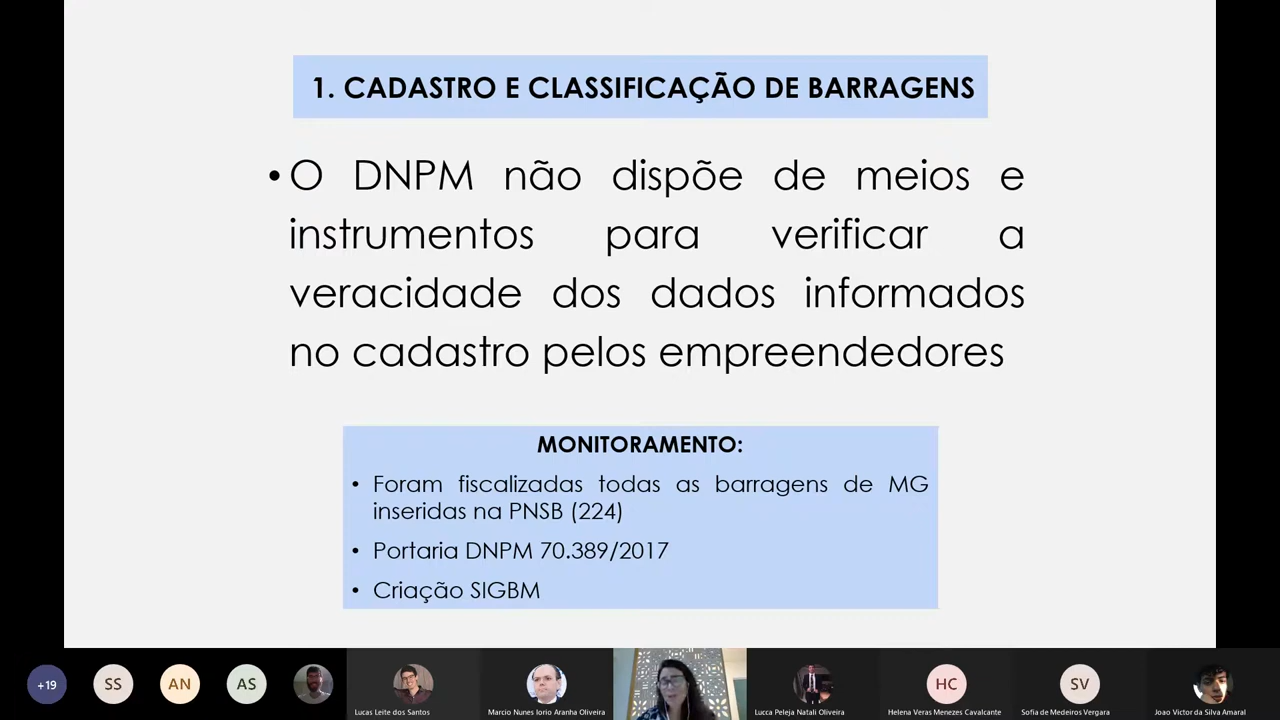 1. CADASTRO E CLASSIFICAÇÃO DE BARRAGENS
• O DNPM não dispõe de meios e
instrumentos para verificar a
veracidade dos dados informados
no cadastro pelos empreendedores
MONITORAMENTO:
• Foram fiscalizadas todas as barragens de MG
inseridas na PNSB (224)
• Portaria DNPM 70.389/2017
• Criação SIGBM
+19
SS
AN
AS
HC
SV
Lucas Leite dos Santos
Marcio Nunes Iorio Aranha Oliveira
Lucca Peleja Natali Oliveira
Helena Veras Menezes Cavalcante
Sofia de Medeiros Vergara
Joao Victor da Silva Amaral